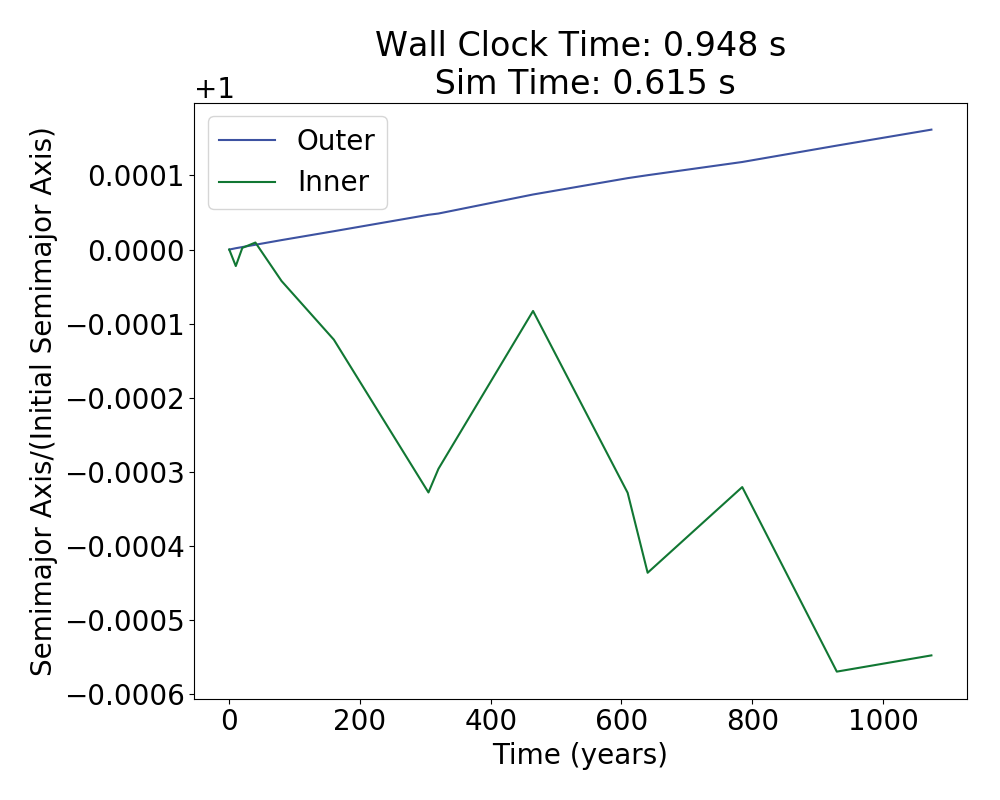 Wall Clock Time: 0.948 s
Sim Time: 0.615 s
+1
Outer
Inner
0.0001
0.0000
−0.0001
−0.0002
−0.0003
−0.0004
−0.0005
−0.0006
Semimajor Axis/(Initial Semimajor Axis)
0 200 400 600 800 1000
Time (years)